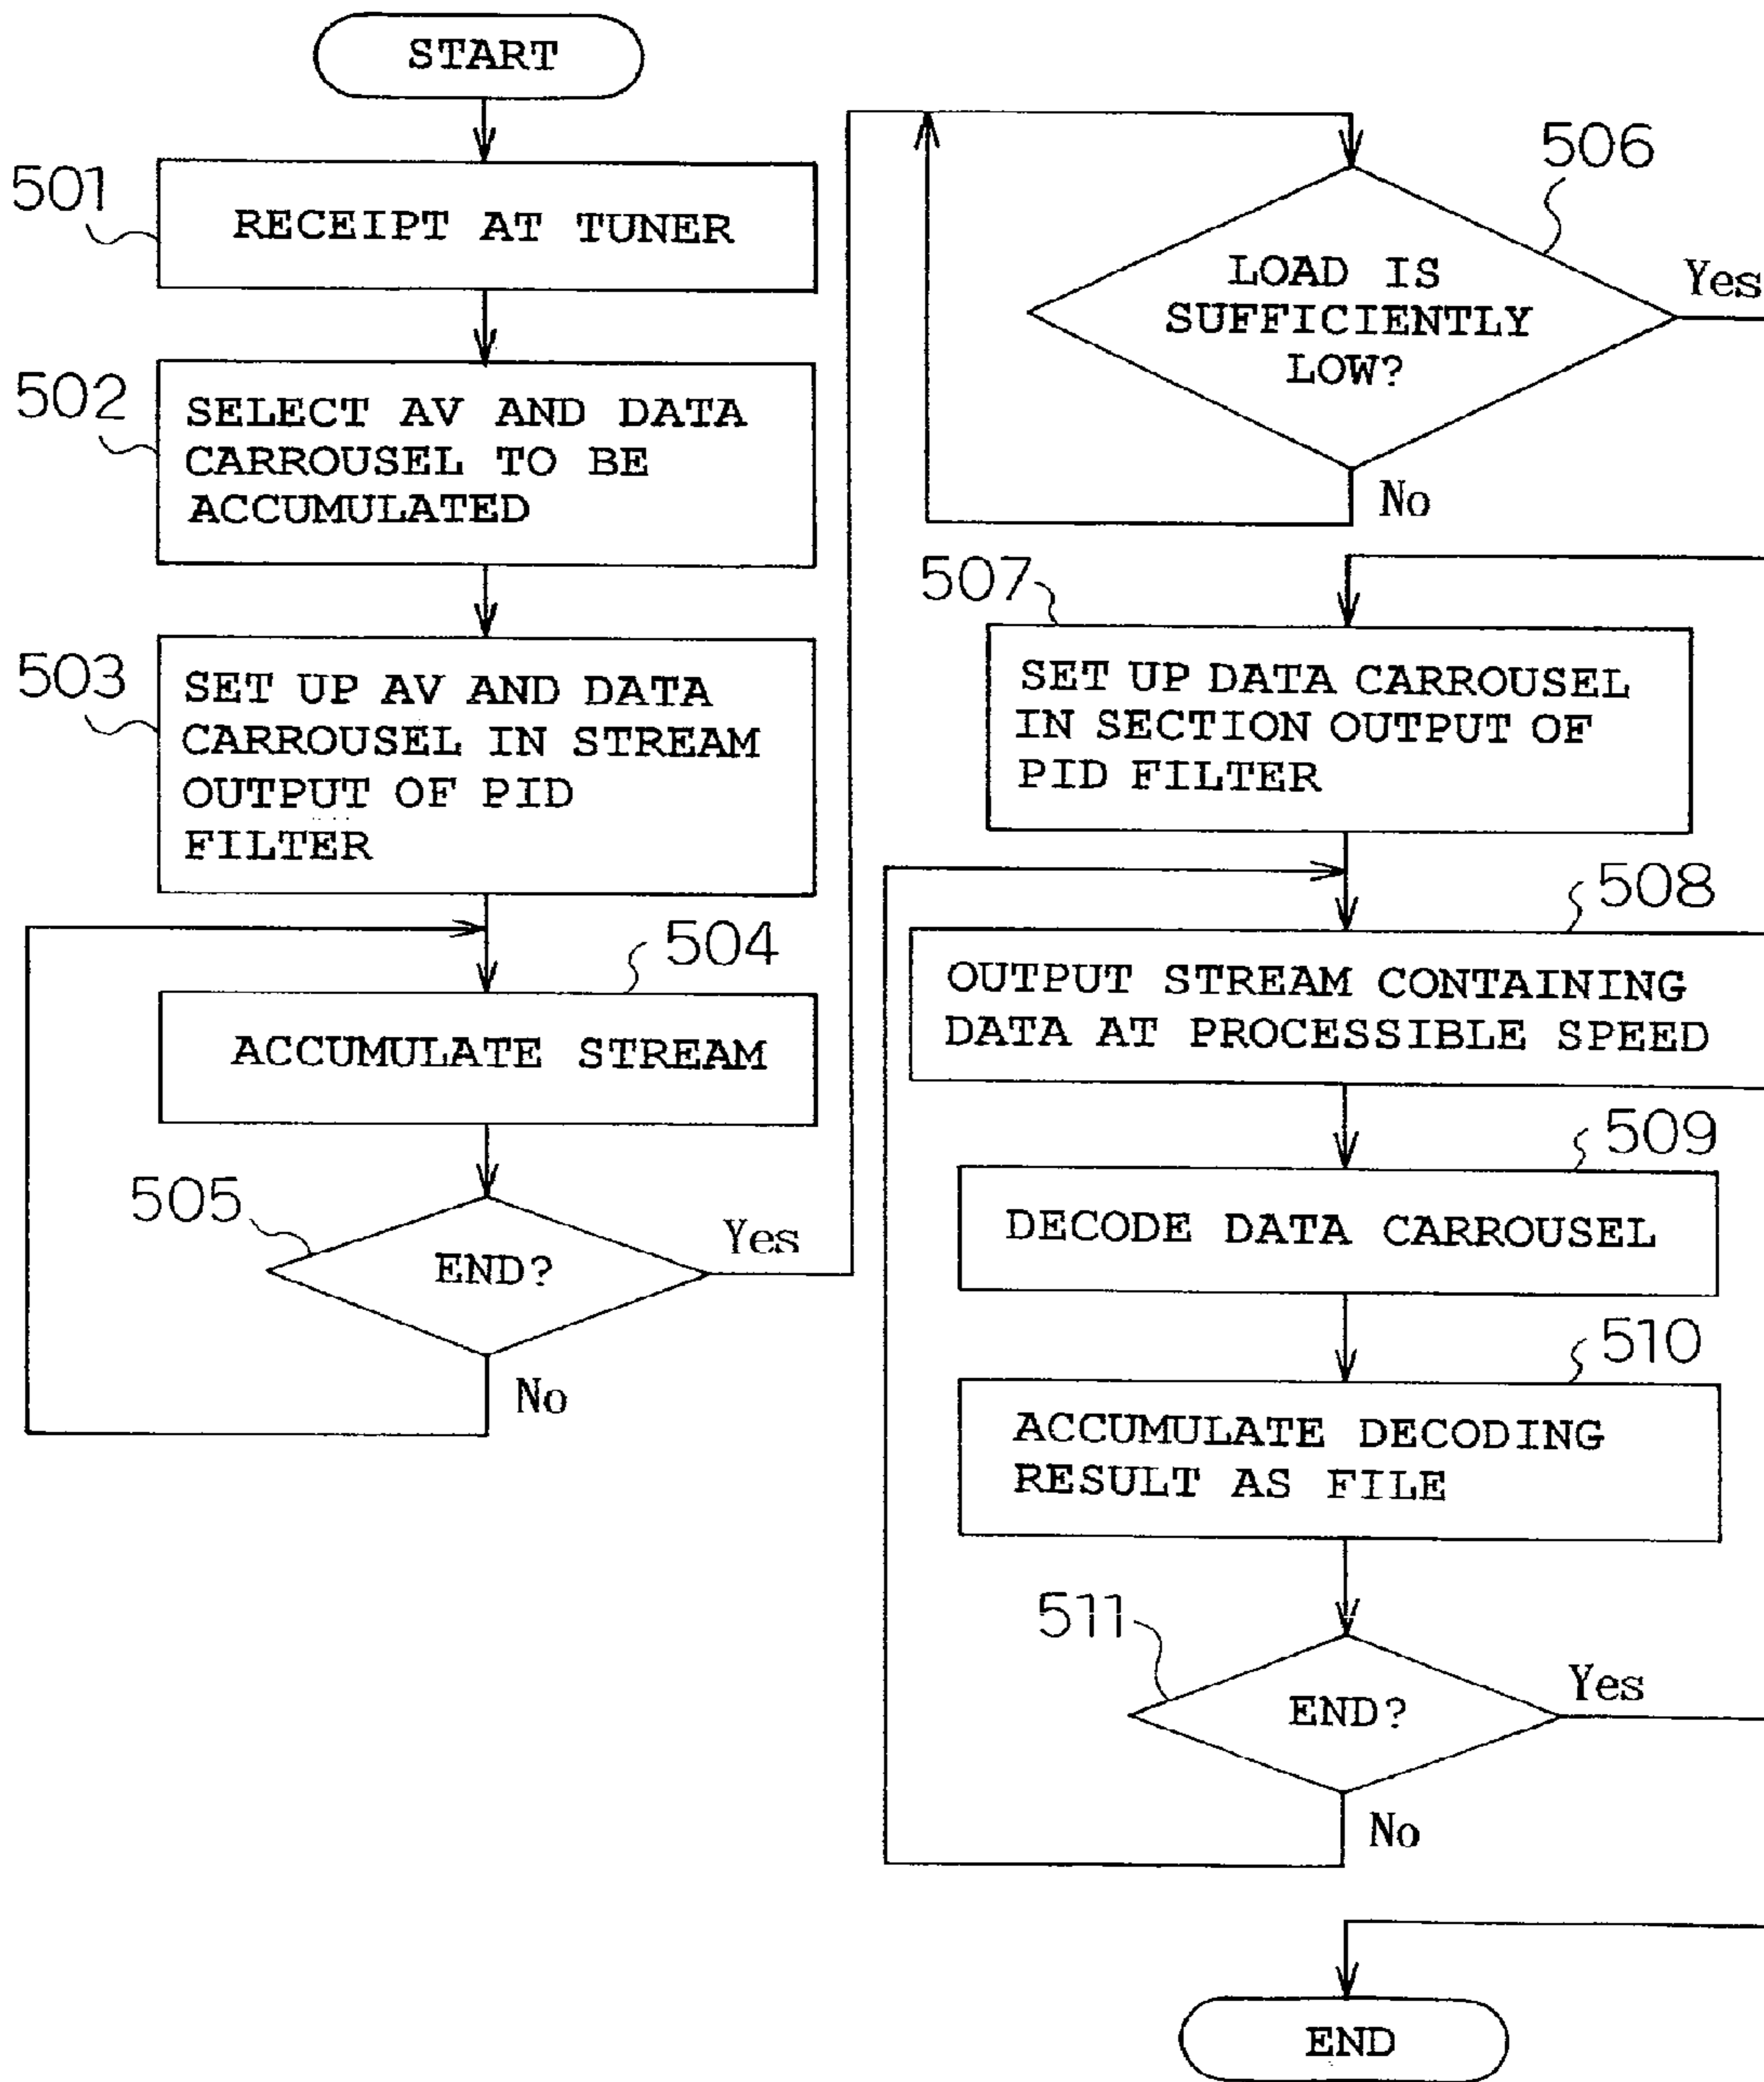 START
501
RECEIPT AT TUNER
502
SELECT AV AND DATA
CARROUSEL TO BE
ACCUMULATED
503
SET UP AV AND DATA
CARROUSEL IN STREAM
OUTPUT OF PID
FILTER
504
ACCUMULATE STREAM
505
END?
Yes
No
506
LOAD IS
SUFFICIENTLY
LOW?
Yes
No
507
SET UP DATA CARROUSEL
IN SECTION OUTPUT OF
PID FILTER
508
OUTPUT STREAM CONTAINING
DATA AT PROCESSIBLE SPEED
509
DECODE DATA CARROUSEL
510
ACCUMULATE DECODING
RESULT AS FILE
511
END?
Yes
No
END